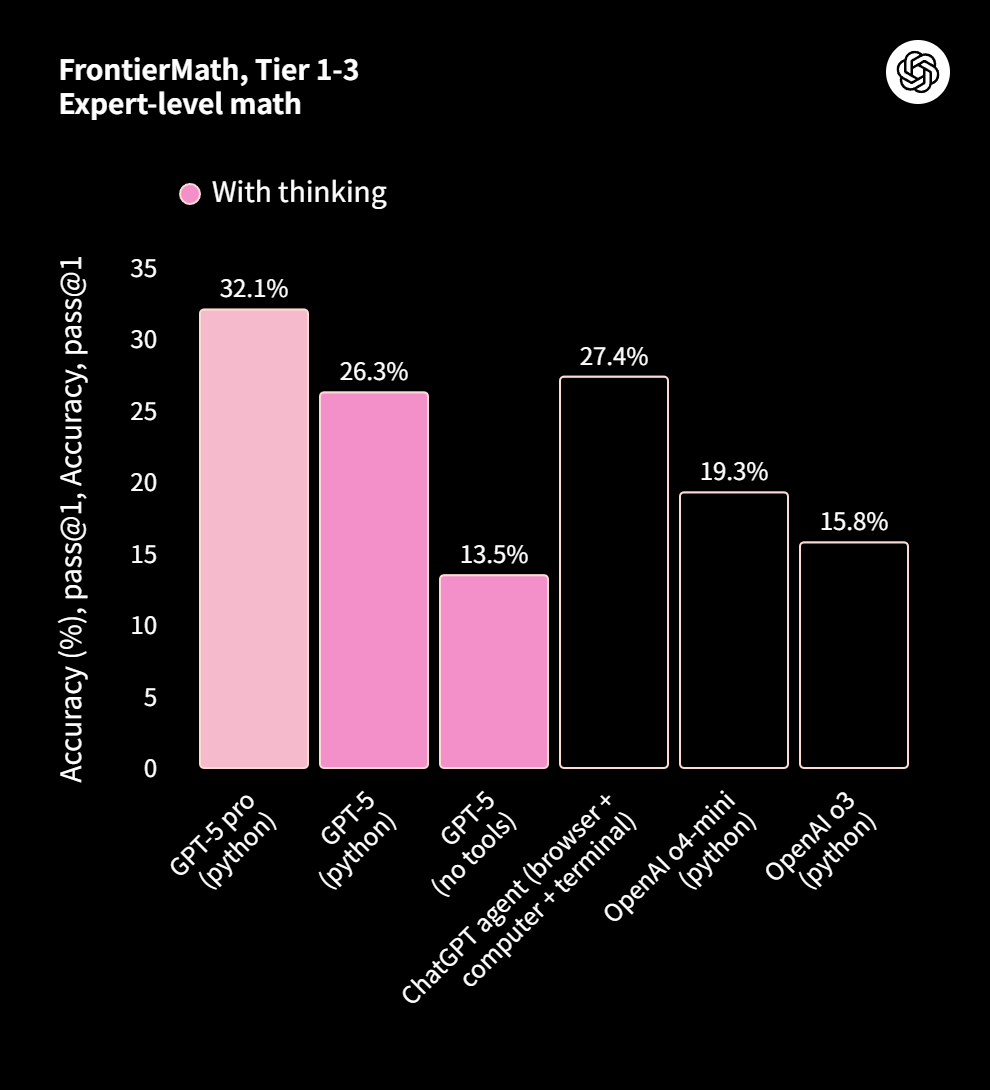 FrontierMath, Tier 1-3
Expert-level math
With thinking
Accuracy (%), pass@1, Accuracy, pass@1
35
30
25
20
15
10
5
0
32.1%
26.3%
13.5%
27.4%
19.3%
15.8%
GPT-5 pro
(python)
GPT-5
(python)
GPT-5
(no tools)
ChatGPT agent (browser +
computer + terminal)
OpenAI o4-mini
(python)
OpenAI o3
(python)